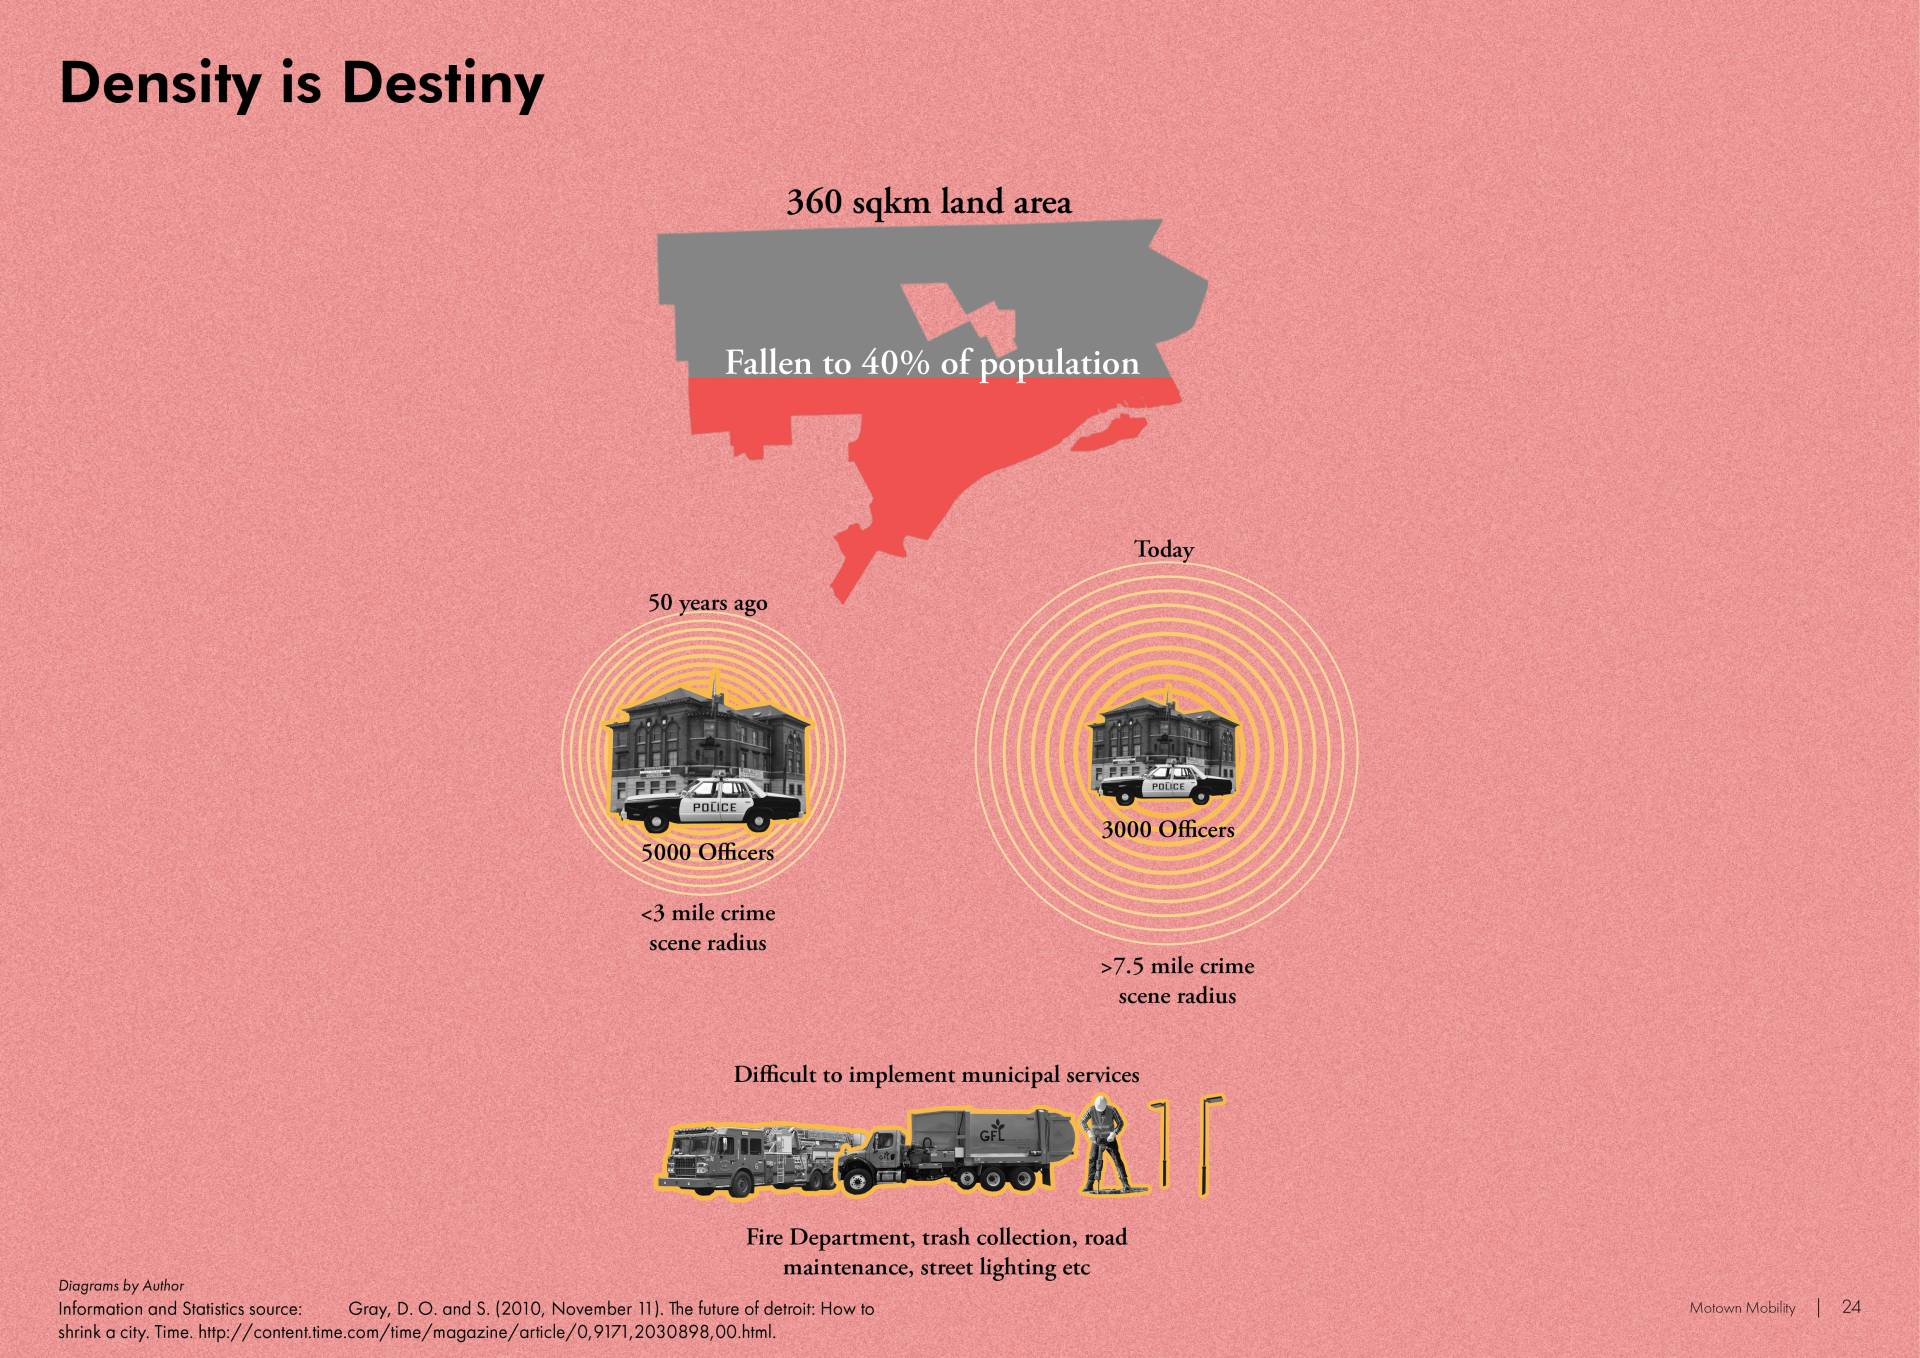 Density is Destiny
360 sqkm land area
Fallen to 40% of population
50 years ago
5000 Officers
<3 mile crime
scene radius
Today
3000 Officers
>7.5 mile crime
scene radius
POLICE
POLICE
Difficult to implement municipal services
GFL
Fire Department, trash collection, road
maintenance, street lighting etc
Diagrams by Author
Information and Statistics source: Gray, D. O. and S. (2010, November 11). The future of detroit: How to
shrink a city. Time. http://content.time.com/time/magazine/article/0,9171,2030898,00.html.
Motown Mobility | 24